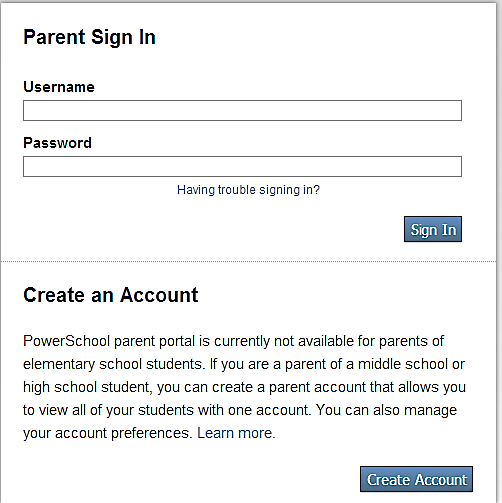 Parent Sign In
Username
Password
Having trouble signing in?
Sign In
Create an Account
PowerSchool parent portal is currently not available for parents of
elementary school students. If you are a parent of a middle school or
high school student, you can create a parent account that allows you
to view all of your students with one account. You can also manage
your account preferences. Learn more.
Create Account